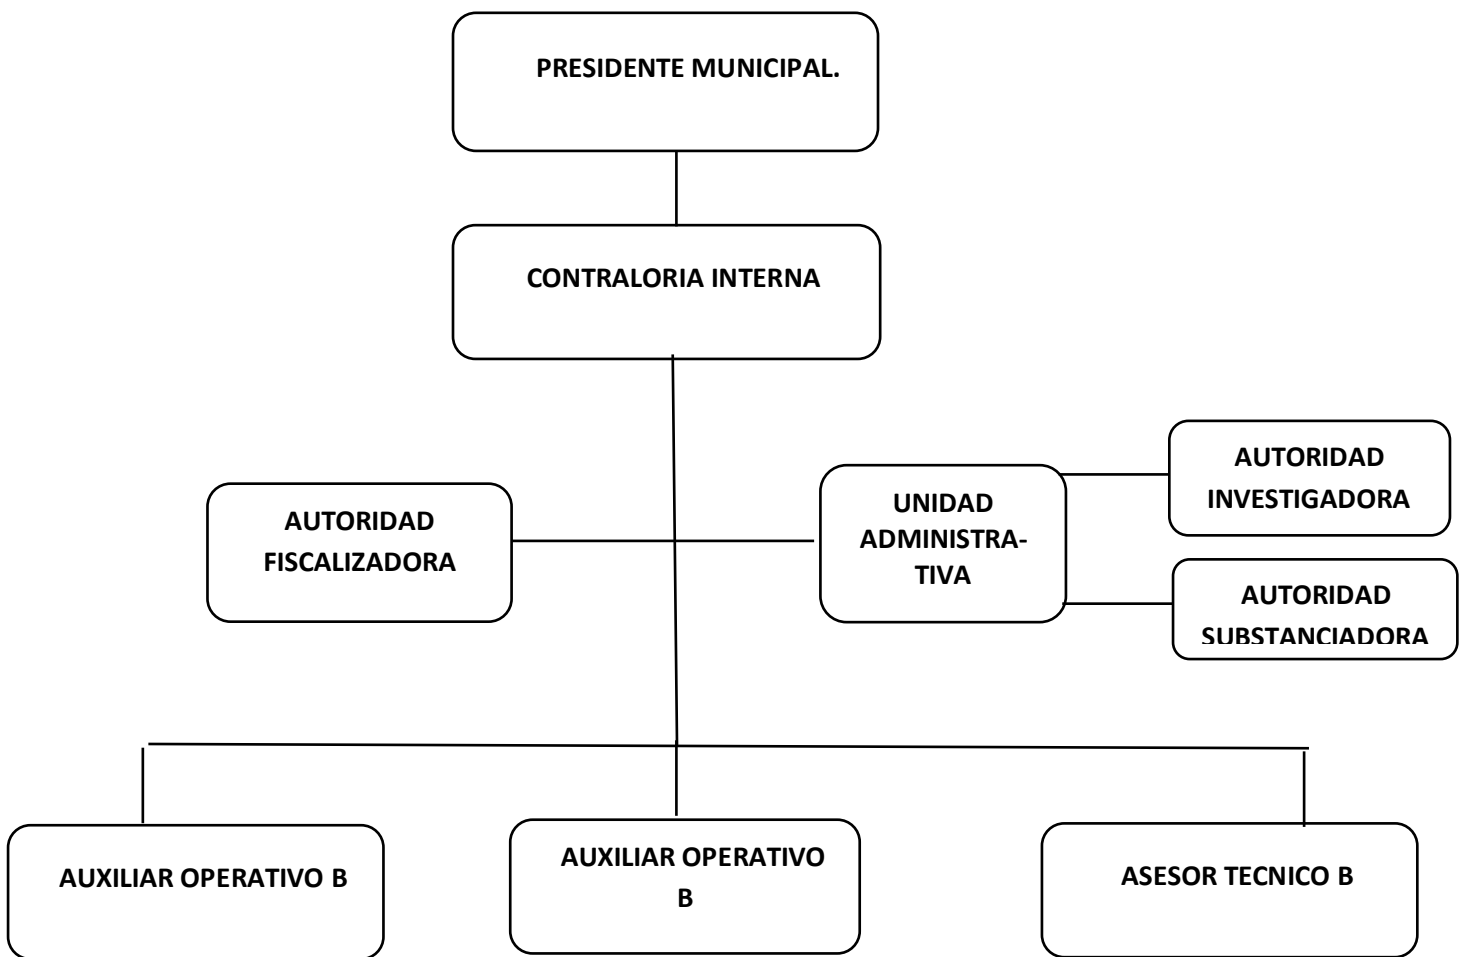 PRESIDENTE MUNICIPAL.
CONTRALORIA INTERNA
AUTORIDAD
FISCALIZADORA
UNIDAD
ADMINISTRA-
TIVA
AUTORIDAD
INVESTIGADORA
AUTORIDAD
SUBSTANCIADORA
AUXILIAR OPERATIVO B
AUXILIAR OPERATIVO
B
ASESOR TECNICO B